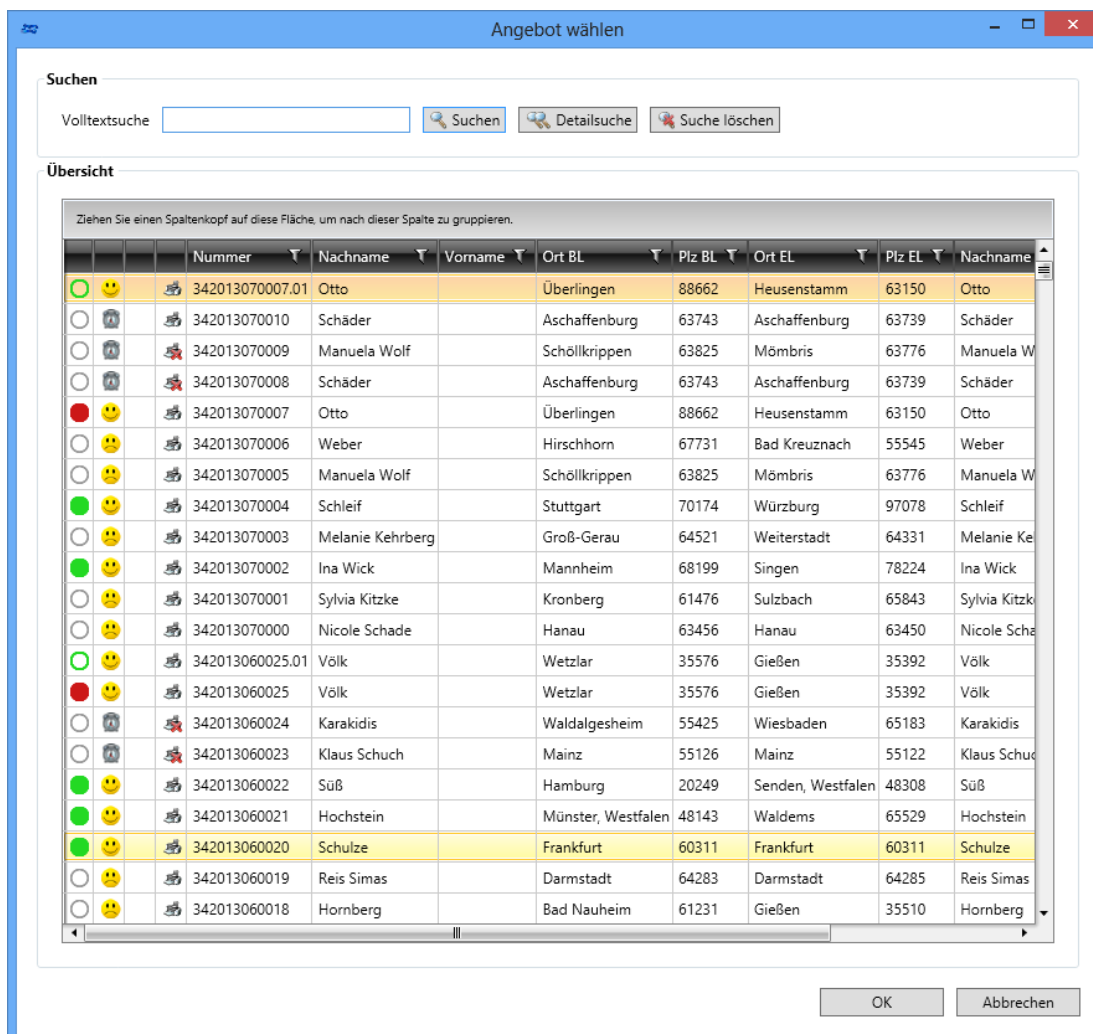 Angebot wählen
Suchen
Volltextsuche Suchen Detailsuche Suche löschen
Übersicht
Ziehen Sie einen Spaltenkopf auf diese Fläche, um nach dieser Spalte zu gruppieren.
Nummer Nachname Vorname Ort BL Plz BL Ort EL Plz EL Nachname
342013070007.01 Otto Überlingen 88662 Heusenstamm 63150 Otto
342013070010 Schäder Aschaffenburg 63743 Aschaffenburg 63739 Schäder
342013070009 Manuela Wolf Schöllkrippen 63825 Mömbris 63776 Manuela W
342013070008 Schäder Aschaffenburg 63743 Aschaffenburg 63739 Schäder
342013070007 Otto Überlingen 88662 Heusenstamm 63150 Otto
342013070006 Weber Hirschhorn 67731 Bad Kreuznach 55545 Weber
342013070005 Manuela Wolf Schöllkrippen 63825 Mömbris 63776 Manuela W
342013070004 Schleif Stuttgart 70174 Würzburg 97078 Schleif
342013070003 Melanie Kehrberg Groß-Gerau 64521 Weiterstadt 64331 Melanie Ke
342013070002 Ina Wick Mannheim 68199 Singen 78224 Ina Wick
342013070001 Sylvia Kitzke Kronberg 61476 Sulzbach 65843 Sylvia Kitzk
342013070000 Nicole Schade Hanau 63456 Hanau 63450 Nicole Scha
342013060025.01 Völk Wetzlar 35576 Gießen 35392 Völk
342013060025 Völk Wetzlar 35576 Gießen 35392 Völk
342013060024 Karakidis Waldalgesheim 55425 Wiesbaden 65183 Karakidis
342013060023 Klaus Schuch Mainz 55126 Mainz 55122 Klaus Schuc
342013060022 Süß Hamburg 20249 Senden, Westfalen 48308 Süß
342013060021 Hochstein Münster, Westfalen 48143 Waldems 65529 Hochstein
342013060020 Schulze Frankfurt 60311 Frankfurt 60311 Schulze
342013060019 Reis Simas Darmstadt 64283 Darmstadt 64285 Reis Simas
342013060018 Hornberg Bad Nauheim 61231 Gießen 35510 Hornberg
OK Abbrechen